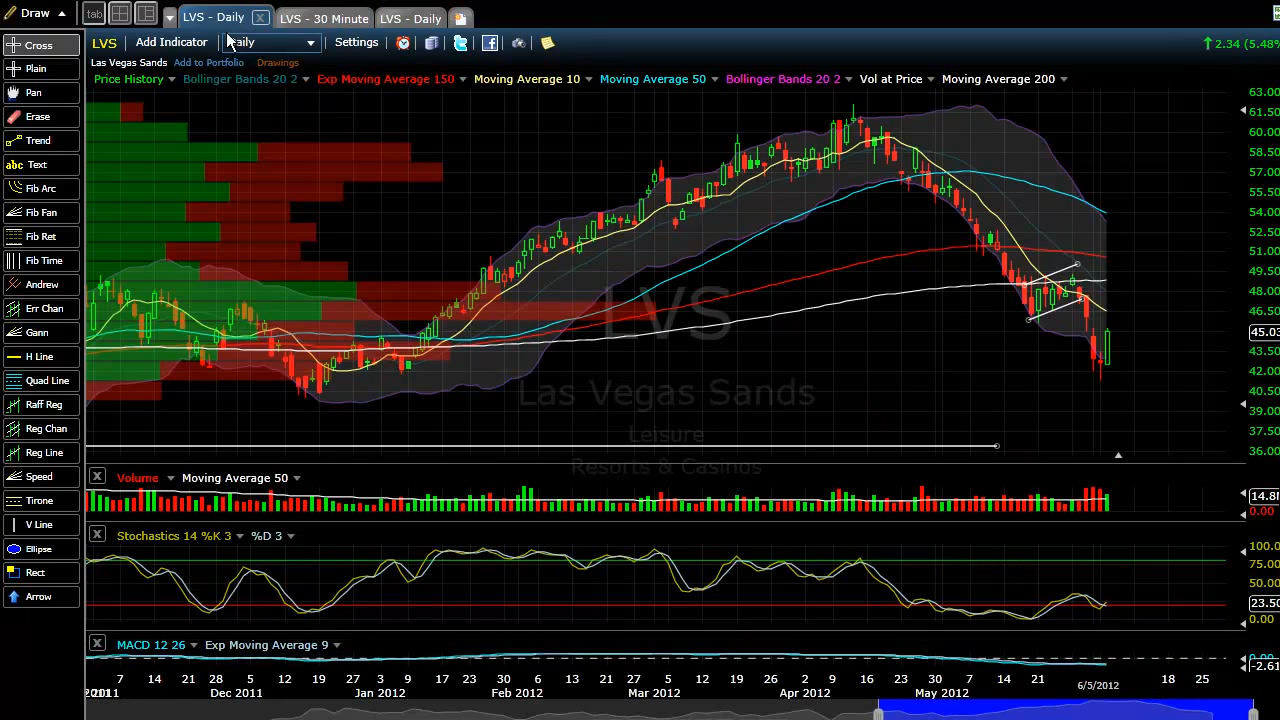 Draw tab LVS - Daily LVS - 30 Minute LVS - Daily
LVS Add Indicator Settings 2.34 (5.48%
Las Vegas Sands Add to Portfolio Drawings
Price History Bollinger Bands 20 2 Exp Moving Average 150 Moving Average 10 Moving Average 50 Bollinger Bands 20 2 Vol at Price Moving Average 200
Cross
Plain
Pan
Erase
Trend
abc Text
Fib Arc
Fib Fan
Fib Ret
Fib Time
Andrew
Err Chan
Gann
H Line
Quad Line
Raff Reg
Reg Chan
Reg Line
Speed
Tirone
V Line
Ellipse
Rect
Arrow
63.00
61.50
60.00
58.50
57.00
55.50
54.00
52.50
51.00
49.50
48.00
46.50
45.0
43.50
42.00
40.50
39.00
37.50
36.00
LVS
Las Vegas Sands
Leisure
Resorts & Casinos
X Volume Moving Average 50
14.8
0.00
X Stochastics 14 %K 3 %D 3
100.0
75.00
50.00
23.50
0.00
X MACD 12 26 Exp Moving Average 9
0.00
-2.61
7 14 21 28 5 12 19 27 3 9 17 23 30 6 13 21 27 5 12 19 26 2 9 16 23 30 7 14 21 6/5/2012 18 25
2011 Dec 2011 Jan 2012 Feb 2012 Mar 2012 Apr 2012 May 2012